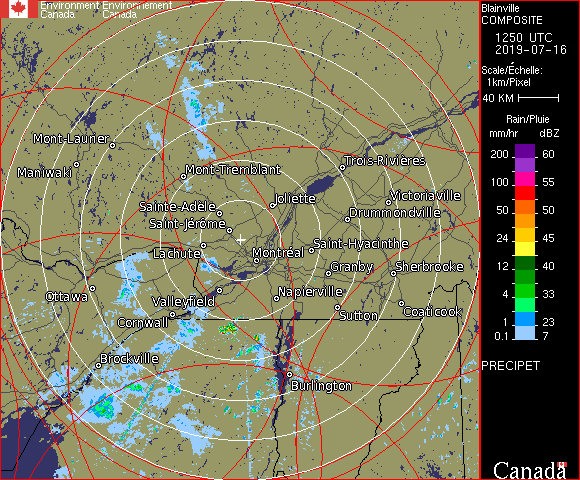 Environment Environnement
Canada Canada
Mont-Laurier
Maniwaki
Mont-Tremblant
Trois-Rivières
Joliette
Victoriaville
Sainte-Adèle
Drummondville
Saint-Jérôme
Saint-Hyacinthe
Lachute
Montréal
Granby
Sherbrooke
Ottawa
Valleyfield
Napierville
Cornwall
Sutton
Coaticook
Brockville
Burlington
Blainville
COMPOSITE
1250 UTC
2019-07-16
Scale/Échelle:
1km/Pixel
40 KM
Rain/Pluie
mm/hr dBZ
200 60
100 55
50 50
24 45
12 40
4 33
1 23
0.1 7
PRECIPET
Canada